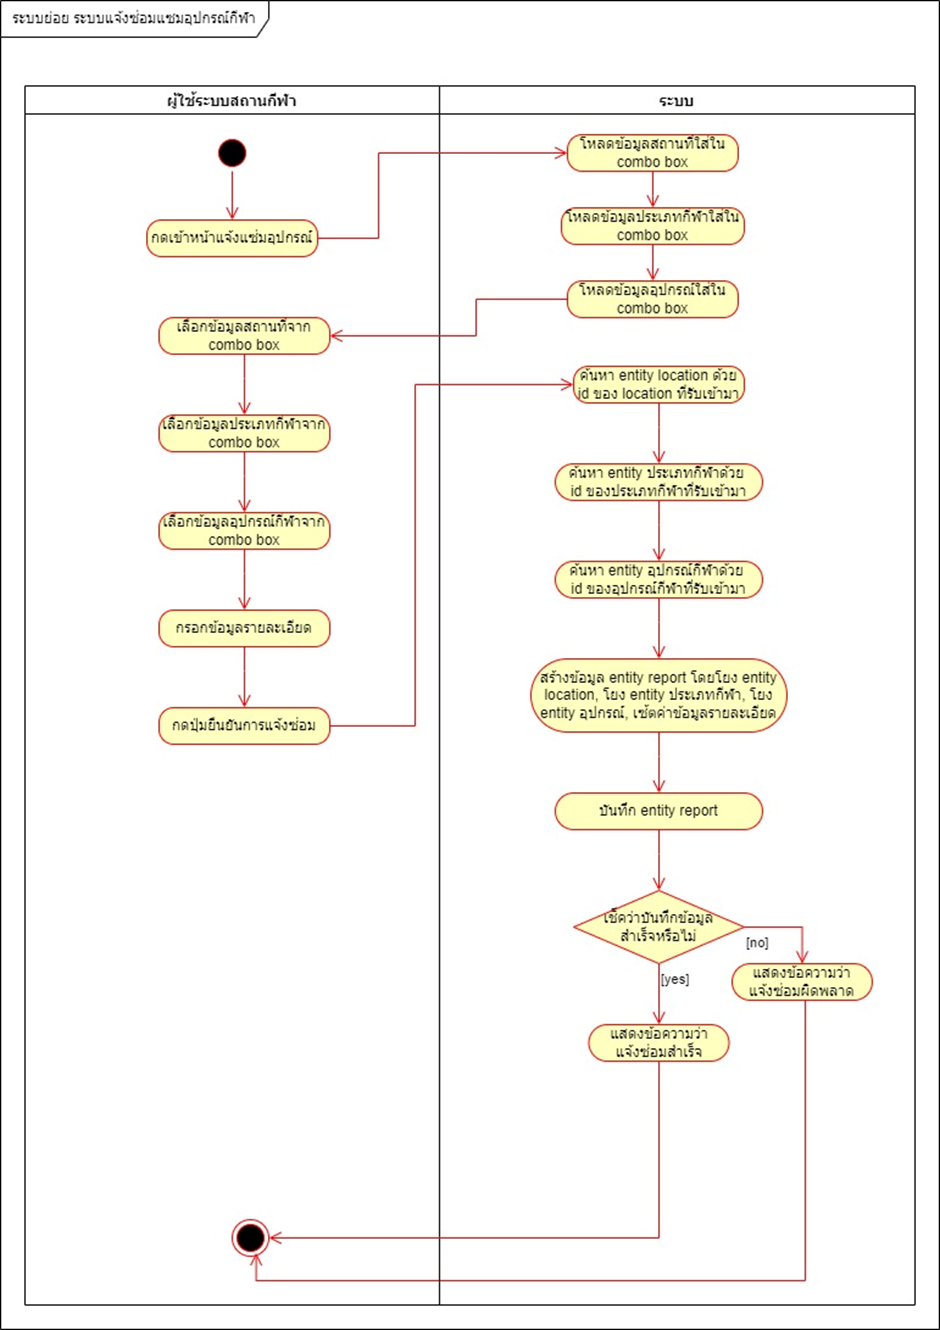 ระบบย่อย ระบบแจ้งซ่อมแซมอุปกรณ์กีฬา
ผู้ใช้ระบบสถานกีฬา
ระบบ
โหลดข้อมูลสถานที่ใส่ใน
combo box
โหลดข้อมูลประเภทกีฬาใส่ใน
combo box
กดเข้าหน้าแจ้งแซ่มอุปกรณ์
โหลดข้อมูลอุปกรณ์ใส่ใน
combo box
เลือกข้อมูลสถานที่จาก
combo box
ค้นหา entity location ด้วย
id ของ location ที่รับเข้ามา
เลือกข้อมูลประเภทกีฬาจาก
combo box
ค้นหา entity ประเภทกีฬาด้วย
id ของประเภทกีฬาที่รับเข้ามา
เลือกข้อมูลอุปกรณ์กีฬาจาก
combo box
ค้นหา entity อุปกรณ์กีฬาด้วย
id ของอุปกรณ์กีฬาที่รับเข้ามา
กรอกข้อมูลรายละเอียด
สร้างข้อมูล entity report โดยโยง entity
location, โยง entity ประเภทกีฬา, โยง
entity อุปกรณ์, เซ้ตค่าข้อมูลรายละเอียด
กดปุ่มยืนยันการแจ้งซ่อม
บันทึก entity report
เช็คว่าบันทึกข้อมูล
สำเร็จหรือไม่
[no]
[yes]
แสดงข้อความว่า
แจ้งซ่อมผิดพลาด
แสดงข้อความว่า
แจ้งซ่อมสำเร็จ